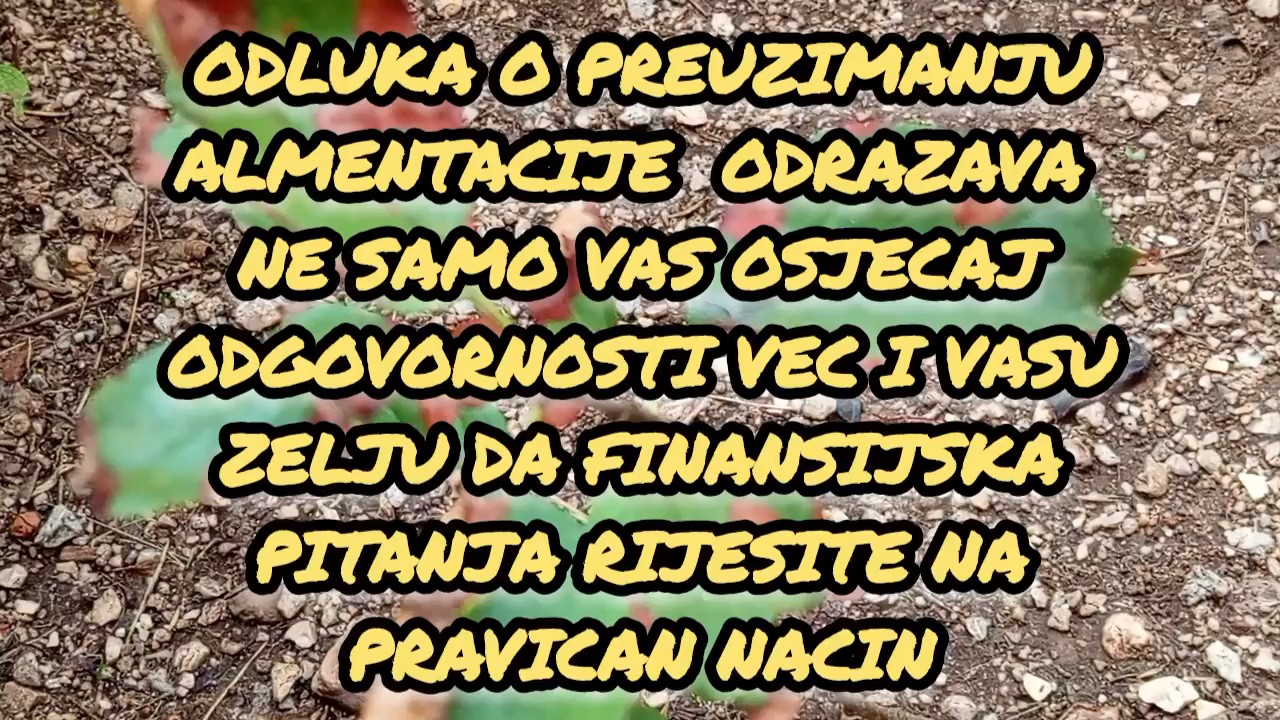 ODLUKA O PREUZIMANJU
ALMENTACIJE ODRAZAVA
NE SAMO VAS OSJECAJ
ODGOVORNOSTI VEC I VASU
ZELJU DA FINANSIJSKA
PITANJA RIJESITE NA
PRAVICAN NACIN